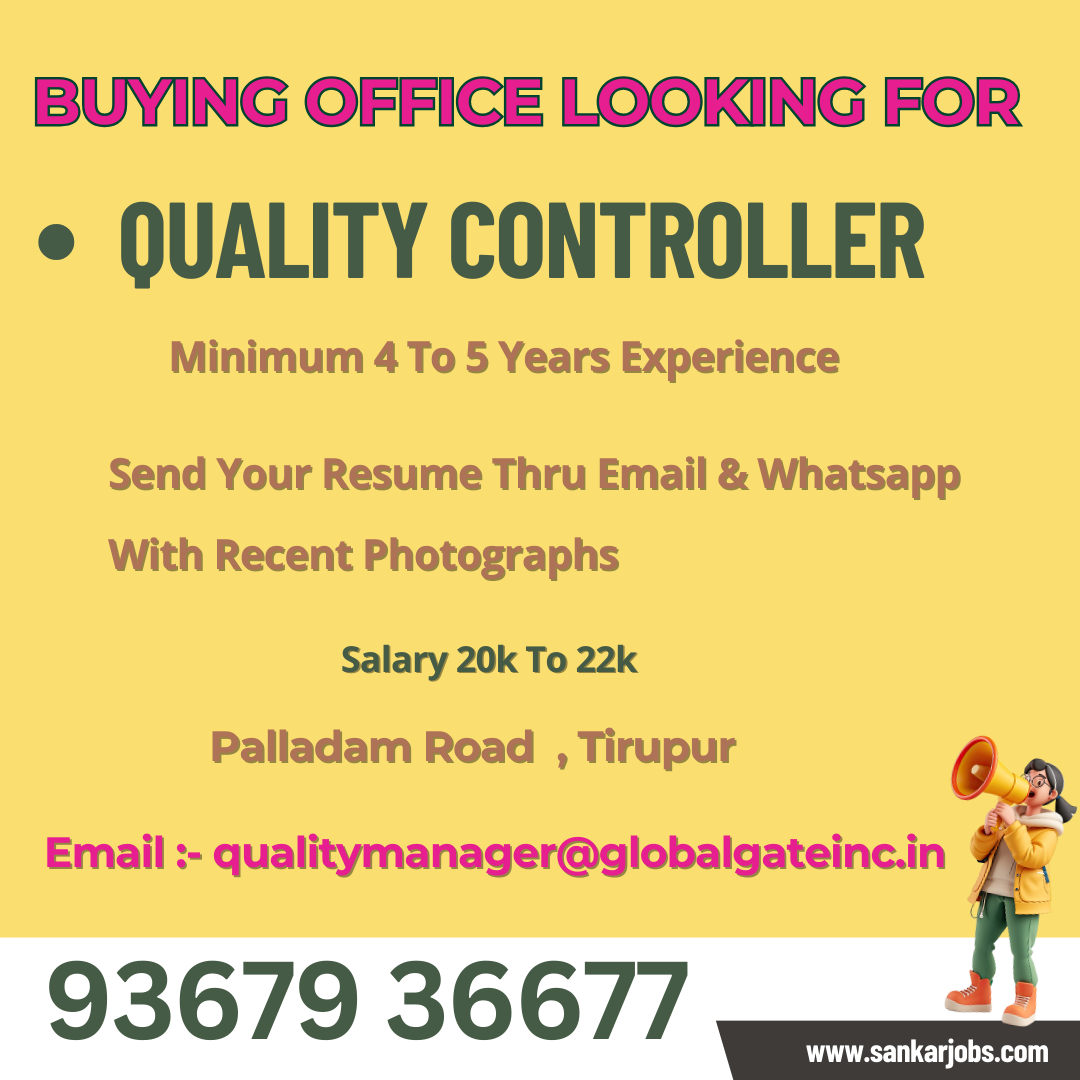 BUYING OFFICE LOOKING FOR
• QUALITY CONTROLLER
Minimum 4 To 5 Years Experience
Send Your Resume Thru Email & Whatsapp
With Recent Photographs
Salary 20k To 22k
Palladam Road , Tirupur
Email :- qualitymanager@globalgateinc.in
93679 36677
www.sankarjobs.com